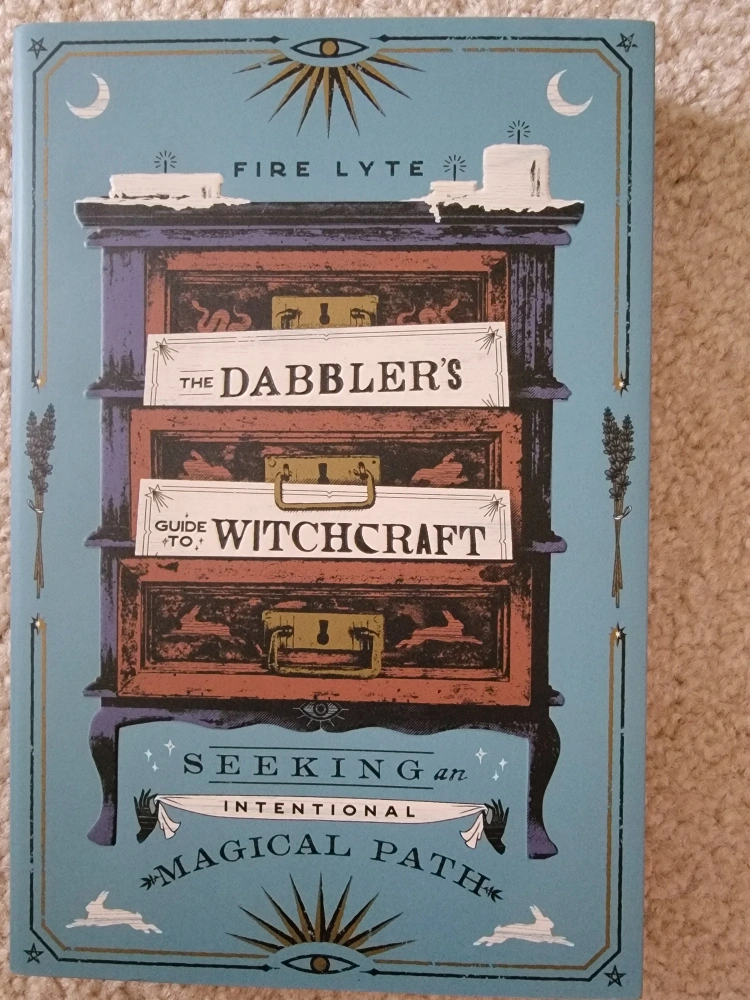 FIRE LYTE
THE DABBLER'S
GUIDE TO WITCHCRAFT
SEEKING an
INTENTIONAL
MAGICAL PATH